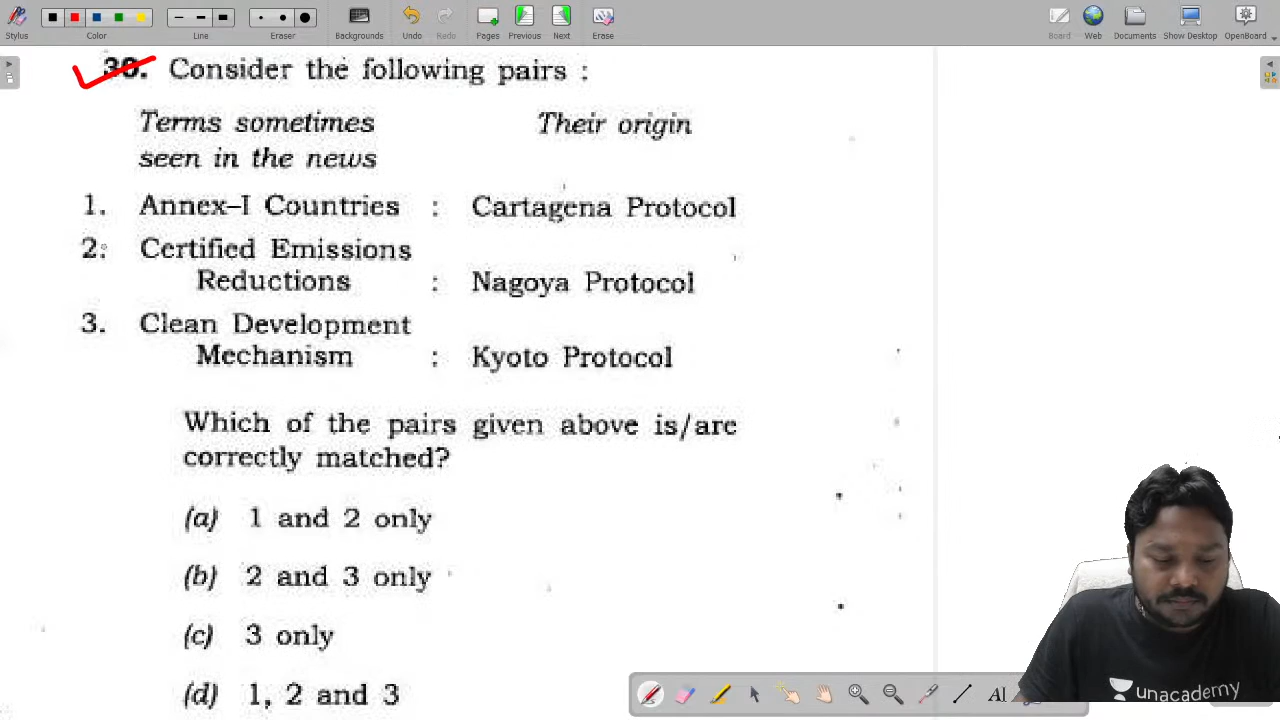 Stylus
Color
Line
Eraser
Backgrounds
Undo
Redo
Pages
Previous
Next
Erase
Board
Web
Documents
Show Desktop
OpenBoard
30. Consider the following pairs :
Terms sometimes Their origin
seen in the news
1. Annex–I Countries : Cartagena Protocol
2. Certified Emissions
Reductions : Nagoya Protocol
3. Clean Development
Mechanism : Kyoto Protocol
Which of the pairs given above is/are
correctly matched?
(a) 1 and 2 only
(b) 2 and 3 only
(c) 3 only
(d) 1, 2 and 3
unacademy
AI